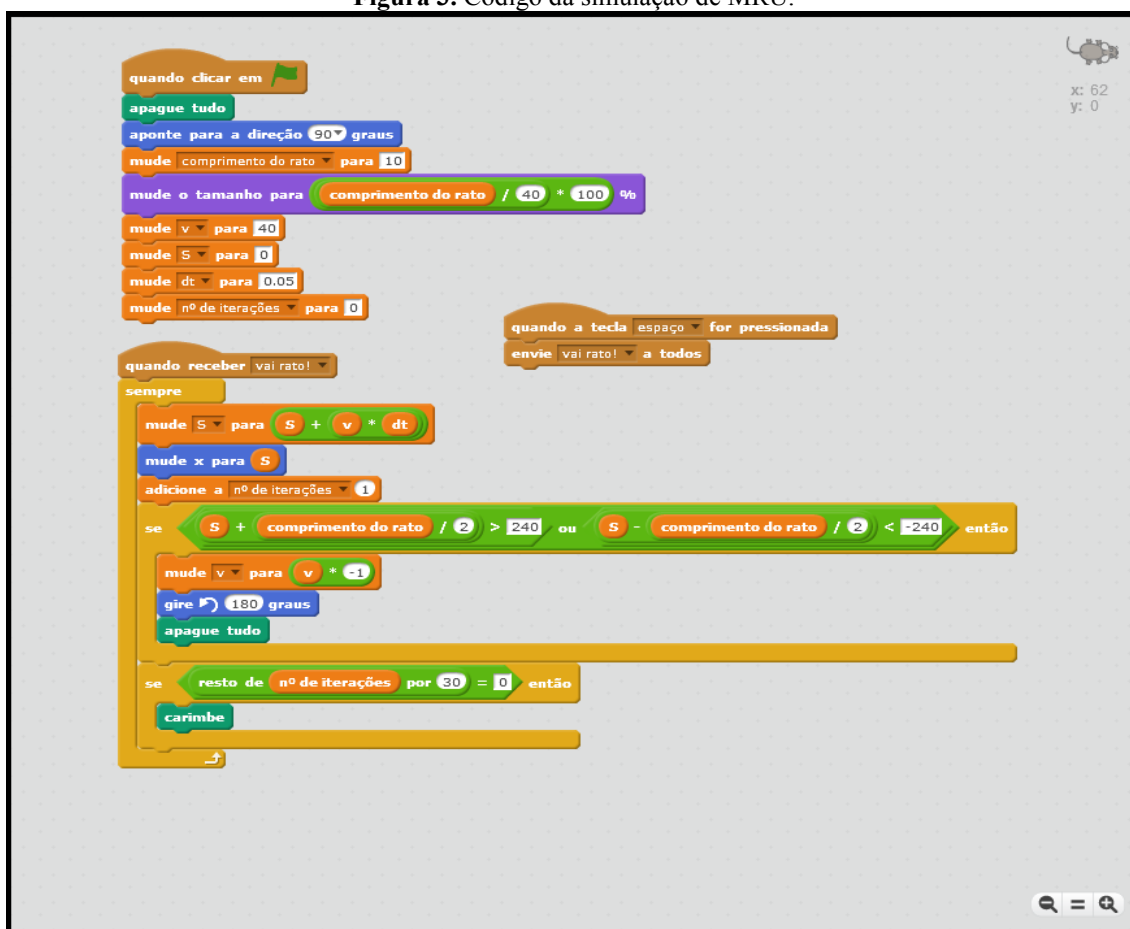 Figura 3. Código da simulação de MRU.
x: 62
y: 0
quando clicar em
apague tudo
aponte para a direção 90 graus
mude comprimento do rato para 10
mude o tamanho para comprimento do rato / 40 * 100 %
mude v para 40
mude S para 0
mude dt para 0.05
mude nº de iterações para 0
quando a tecla espaço for pressionada
envie vai rato! a todos
quando receber vai rato!
sempre
mude S para S + v * dt
mude x para S
adicione a nº de iterações 1
se S + comprimento do rato / 2 > 240 ou S - comprimento do rato / 2 < -240 então
mude v para v * -1
gire 180 graus
apague tudo
se resto de nº de iterações por 30 = 0 então
carimbe